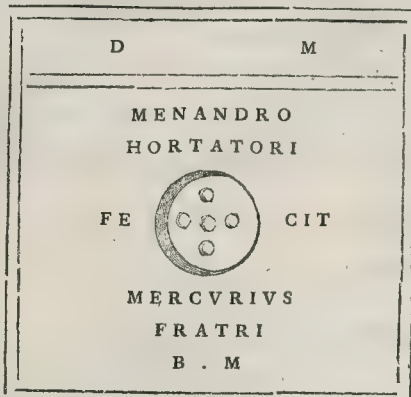 D M
MENANDRO
HORTATORI
FE CIT
MERCVRIVS
FRATRI
B . M